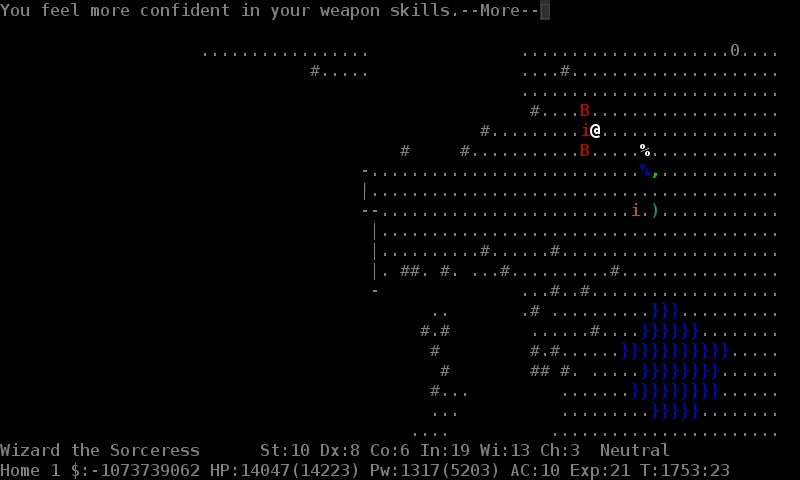 You feel more confident in your weapon skills.--More--
Wizard the Sorceress St:10 Dx:8 Co:6 In:19 Wi:13 Ch:3 Neutral
Home 1 $:-1073739062 HP:14047(14223) Pw:1317(5203) AC:10 Exp:21 T:1753:23